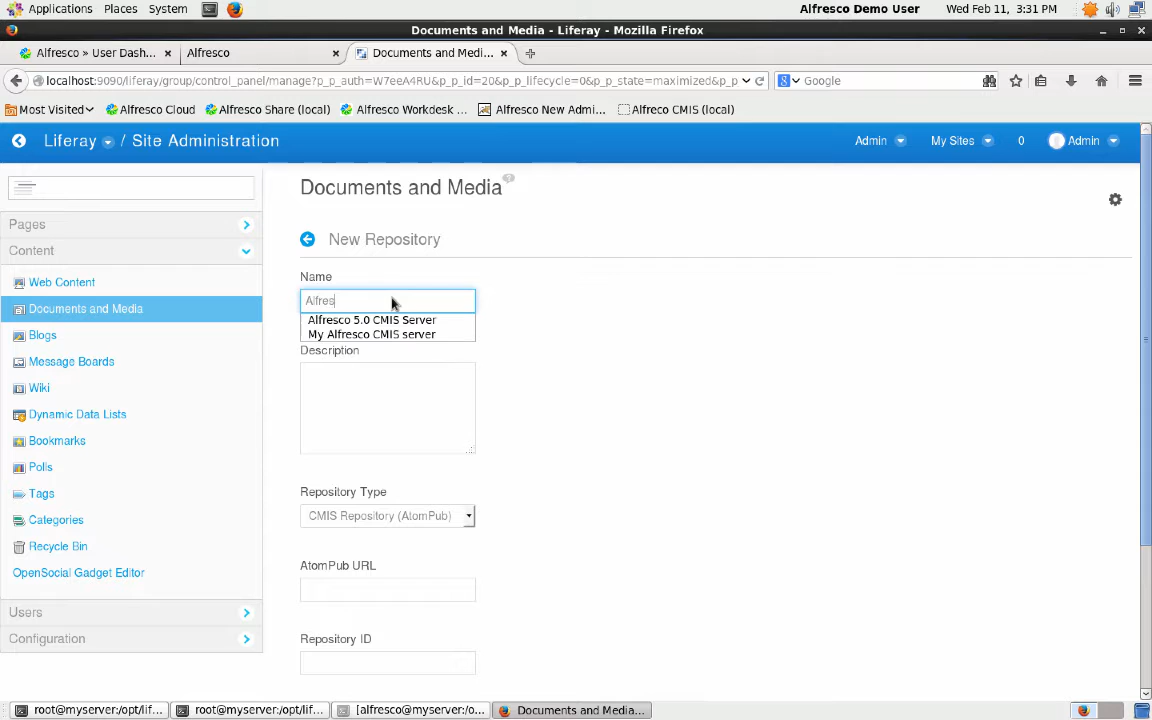 Applications Places System Alfresco Demo User Wed Feb 11, 3:31 PM
Documents and Media - Liferay - Mozilla Firefox
Alfresco » User Dash... × Alfresco × Documents and Medi... ×
localhost:9090/liferay/group/control_panel/manage?p_p_auth=W7eeA4RU&p_p_id=20&p_p_lifecycle=0&p_p_state=maximized&p_p Google
Most Visited Alfresco Cloud Alfresco Share (local) Alfresco Workdesk ... Alfresco New Admi... Alfreco CMIS (local)
Liferay / Site Administration Admin My Sites 0 Admin
Documents and Media
Pages
Content
Web Content
Documents and Media
Blogs
Message Boards
Wiki
Dynamic Data Lists
Bookmarks
Polls
Tags
Categories
Recycle Bin
OpenSocial Gadget Editor
Users
Configuration
New Repository
Name
Alfres
Alfresco 5.0 CMIS Server
My Alfresco CMIS server
Description
Repository Type
CMIS Repository (AtomPub)
AtomPub URL
Repository ID
root@myserver:/opt/lif... root@myserver:/opt/lif... [alfresco@myserver:/o... Documents and Media...